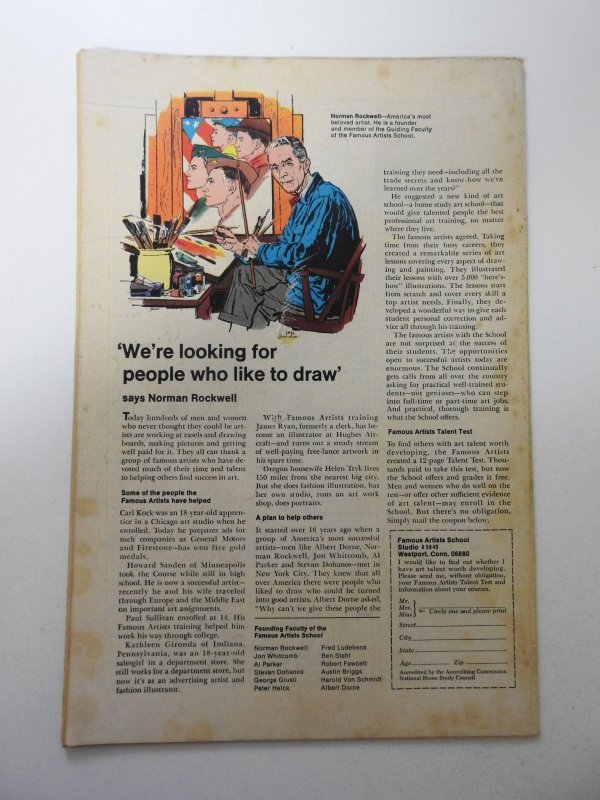 Norman Rockwell—America's most
beloved artist. He is a founder
and member of the Guiding Faculty
of the Famous Artists School.
'We're looking for
people who like to draw'
says Norman Rockwell
Today hundreds of men and women
who never thought they could be art-
ists are working at easels and drawing
boards, making pictures and getting
well paid for it. They all can thank a
group of famous artists who have de-
voted much of their time and talent
to helping others find success in art.
Some of the people the
Famous Artists have helped
Carl Kock was an 18-year-old appren-
tice in a Chicago art studio when he
enrolled. Today he prepares ads for
such companies as General Motors
and Firestone—has won five gold
medals.
Howard Sanden of Minneapolis
took the Course while still in high
school. He is now a successful artist—
recently he and his wife traveled
through Europe and the Middle East
on important art assignments.
Paul Sullivan enrolled at 14. His
Famous Artists training helped him
work his way through college.
Kathleen Gironda of Indiana,
Pennsylvania, was an 18-year-old
salesgirl in a department store. She
still works for a department store, but
now it's as an advertising artist and
fashion illustrator.
With Famous Artists training
James Ryan, formerly a clerk, has be-
come an illustrator at Hughes Air-
craft—and turns out a steady stream
of well-paying free-lance artwork in
his spare time.
Oregon housewife Helen Tryk lives
150 miles from the nearest big city.
But she does fashion illustration, has
her own studio, runs an art work
shop, does portraits.
A plan to help others
It started over 18 years ago when a
group of America's most successful
artists—men like Albert Dorne, Nor-
man Rockwell, Jon Whitcomb, Al
Parker and Stevan Dohanos—met in
New York City. They knew that all
over America there were people who
liked to draw who could be turned
into good artists. Albert Dorne asked,
"Why can't we give these people the
Founding Faculty of the
Famous Artists School
Norman Rockwell
Jon Whitcomb
Al Parker
Stevan Dohanos
George Giusti
Peter Helck
Fred Ludekens
Ben Stahl
Robert Fawcett
Austin Briggs
Harold Von Schmidt
Albert Dorne
training they need—including all the
trade secrets and know-how we've
learned over the years?"
He suggested a new kind of art
school—a home study art school—that
would give talented people the best
professional art training, no matter
where they live.
The famous artists agreed. Taking
time from their busy careers, they
created a remarkable series of art
lessons covering every aspect of draw-
ing and painting. They illustrated
their lessons with over 5,000 "here's-
how" illustrations. The lessons start
from scratch and cover every skill a
top artist needs. Finally, they de-
veloped a wonderful way to give each
student personal correction and ad-
vice all through his training.
The famous artists with the School
are not surprised at the success of
their students. The opportunities
open to successful artists today are
enormous. The School continually
gets calls from all over the country
asking for practical well-trained stu-
dents—not geniuses—who can step
into full-time or part-time art jobs.
And practical, thorough training is
what the School offers.
Famous Artists Talent Test
To find others with art talent worth
developing, the Famous Artists
created a 12-page Talent Test. Thou-
sands paid to take this test, but now
the School offers and grades it free.
Men and women who do well on the
test—or offer other sufficient evidence
of art talent—may enroll in the
School. But there's no obligation.
Simply mail the coupon below.
Famous Artists School
Studio A 5949
Westport, Conn. 06880
I would like to find out whether I
have art talent worth developing.
Please send me, without obligation,
your Famous Artists Talent Test and
information about your courses.
Mr.
Mrs.
Miss Circle one and please print
Street
City
State
Age Zip
Accredited by the Accrediting Commission
National Home Study Council